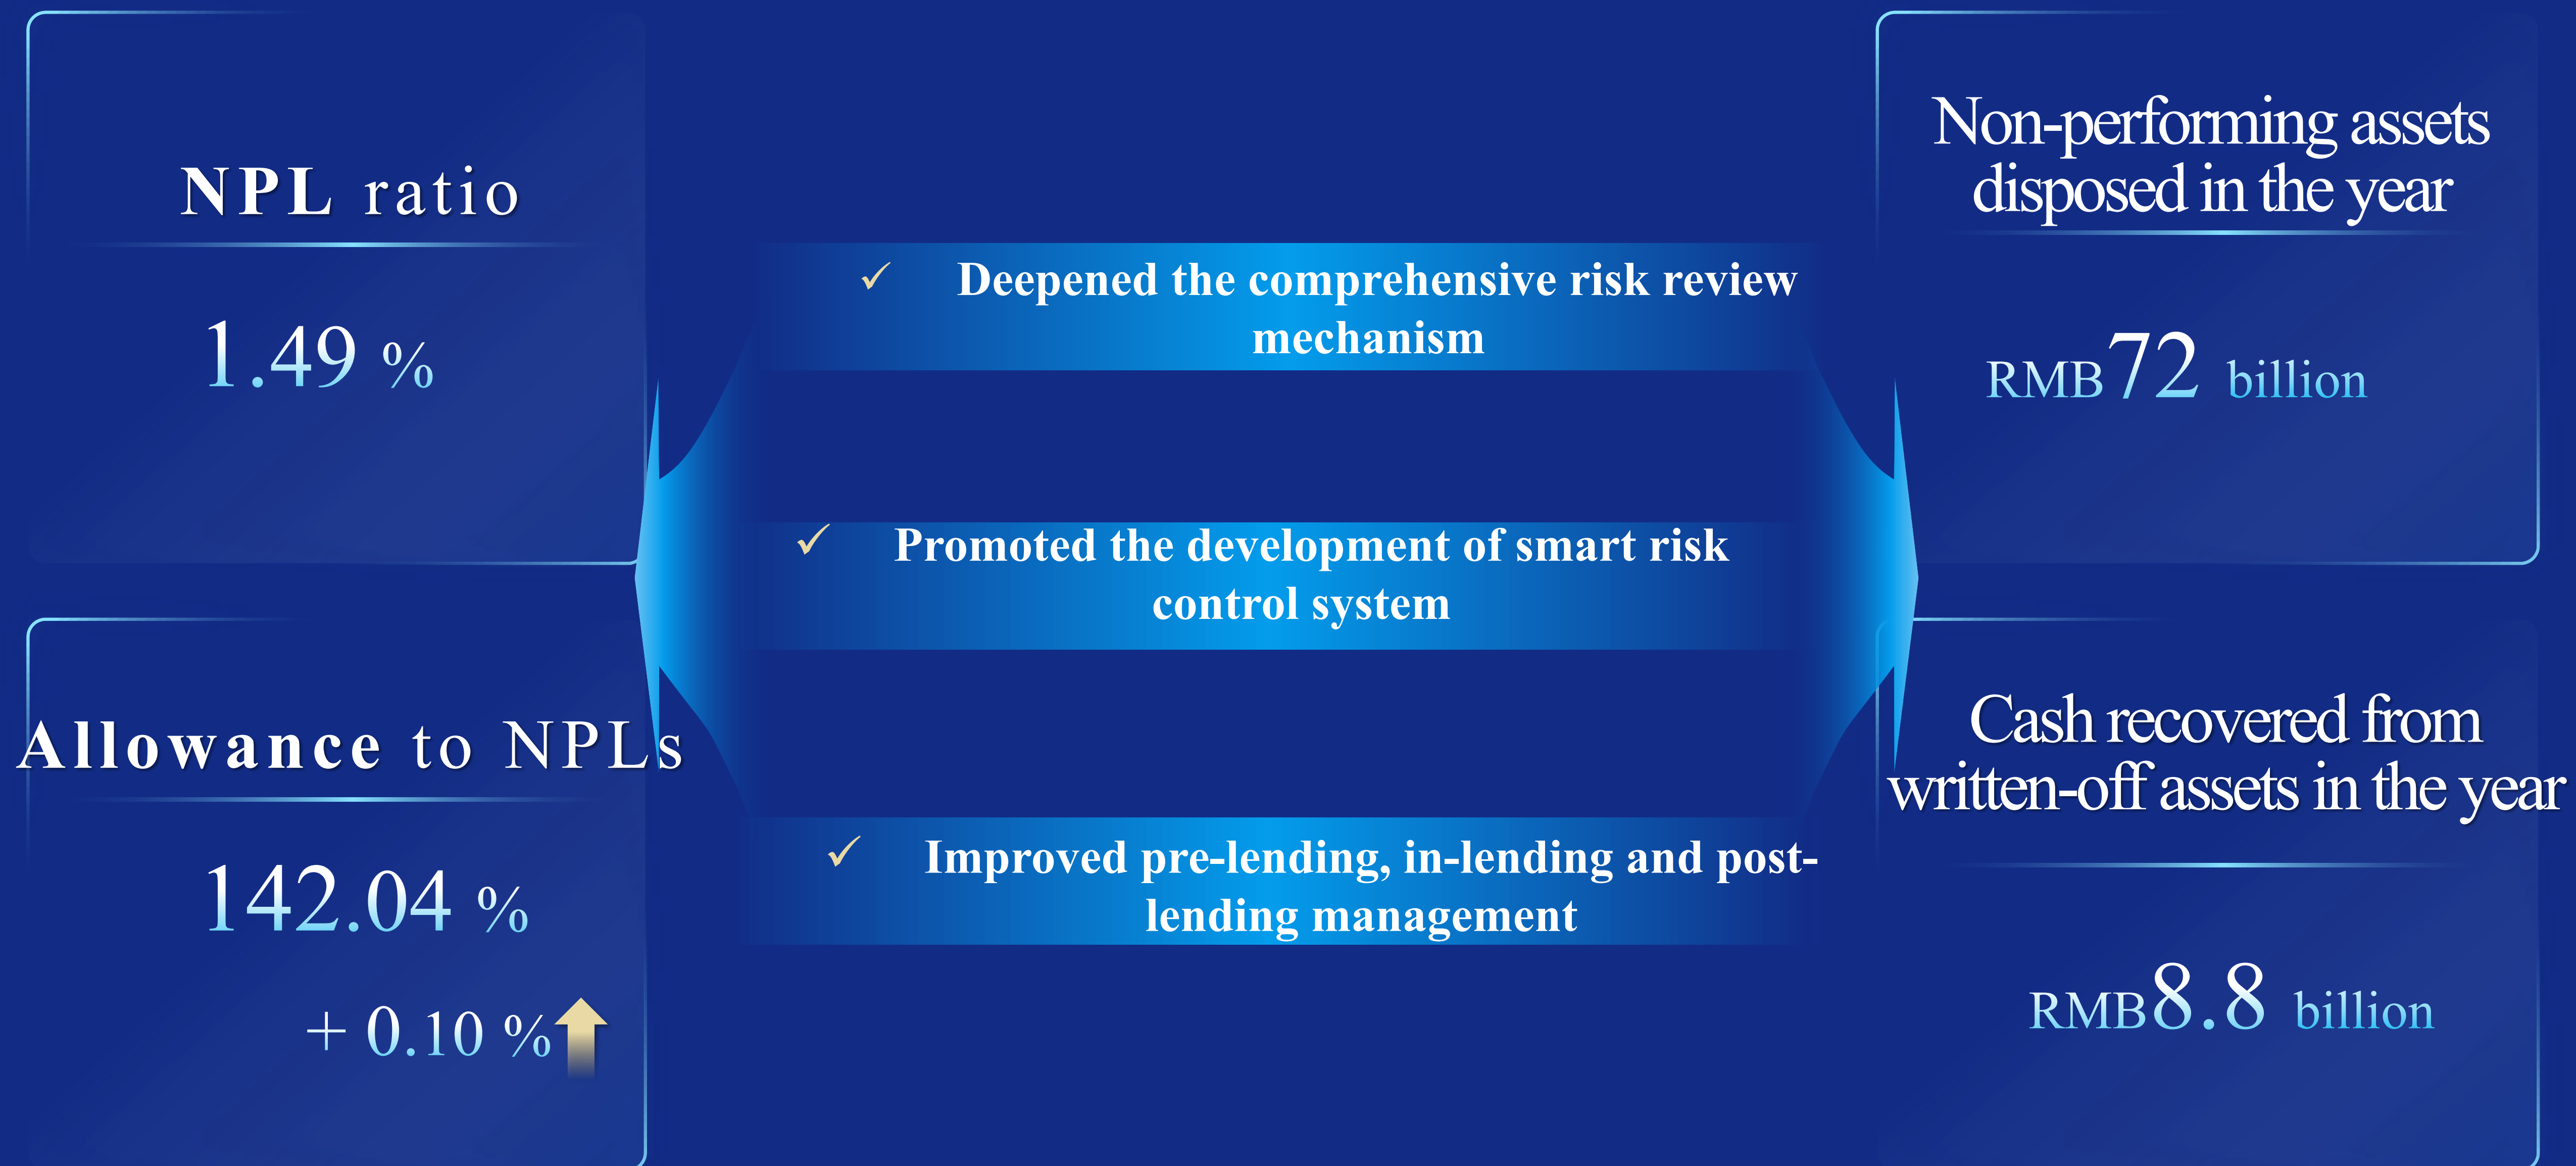 NPL ratio
1.49 %
Allowance to NPLs
142.04 %
+ 0.10 %
✓ Deepened the comprehensive risk review
mechanism
✓ Promoted the development of smart risk
control system
✓ Improved pre-lending, in-lending and post-
lending management
Non-performing assets
disposed in the year
RMB72 billion
Cash recovered from
written-off assets in the year
RMB8.8 billion